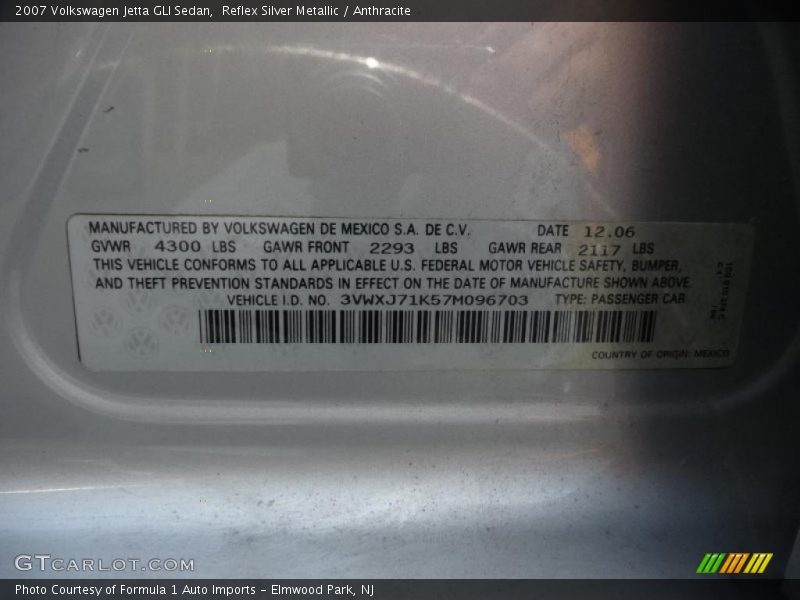 2007 Volkswagen Jetta GLI Sedan,  Reflex Silver Metallic / Anthracite
MANUFACTURED BY VOLKSWAGEN DE MEXICO S.A. DE C.V. DATE 12.06
GVWR 4300 LBS GAWR FRONT 2293 LBS GAWR REAR 2117 LBS
THIS VEHICLE CONFORMS TO ALL APPLICABLE U.S. FEDERAL MOTOR VEHICLE SAFETY, BUMPER,
AND THEFT PREVENTION STANDARDS IN EFFECT ON THE DATE OF MANUFACTURE SHOWN ABOVE.
VEHICLE I.D. NO. 3VWXJ71K57M096703 TYPE: PASSENGER CAR
COUNTRY OF ORIGIN: MEXICO
GTCARLOT.COM
Photo Courtesy of Formula 1 Auto Imports - Elmwood Park, NJ